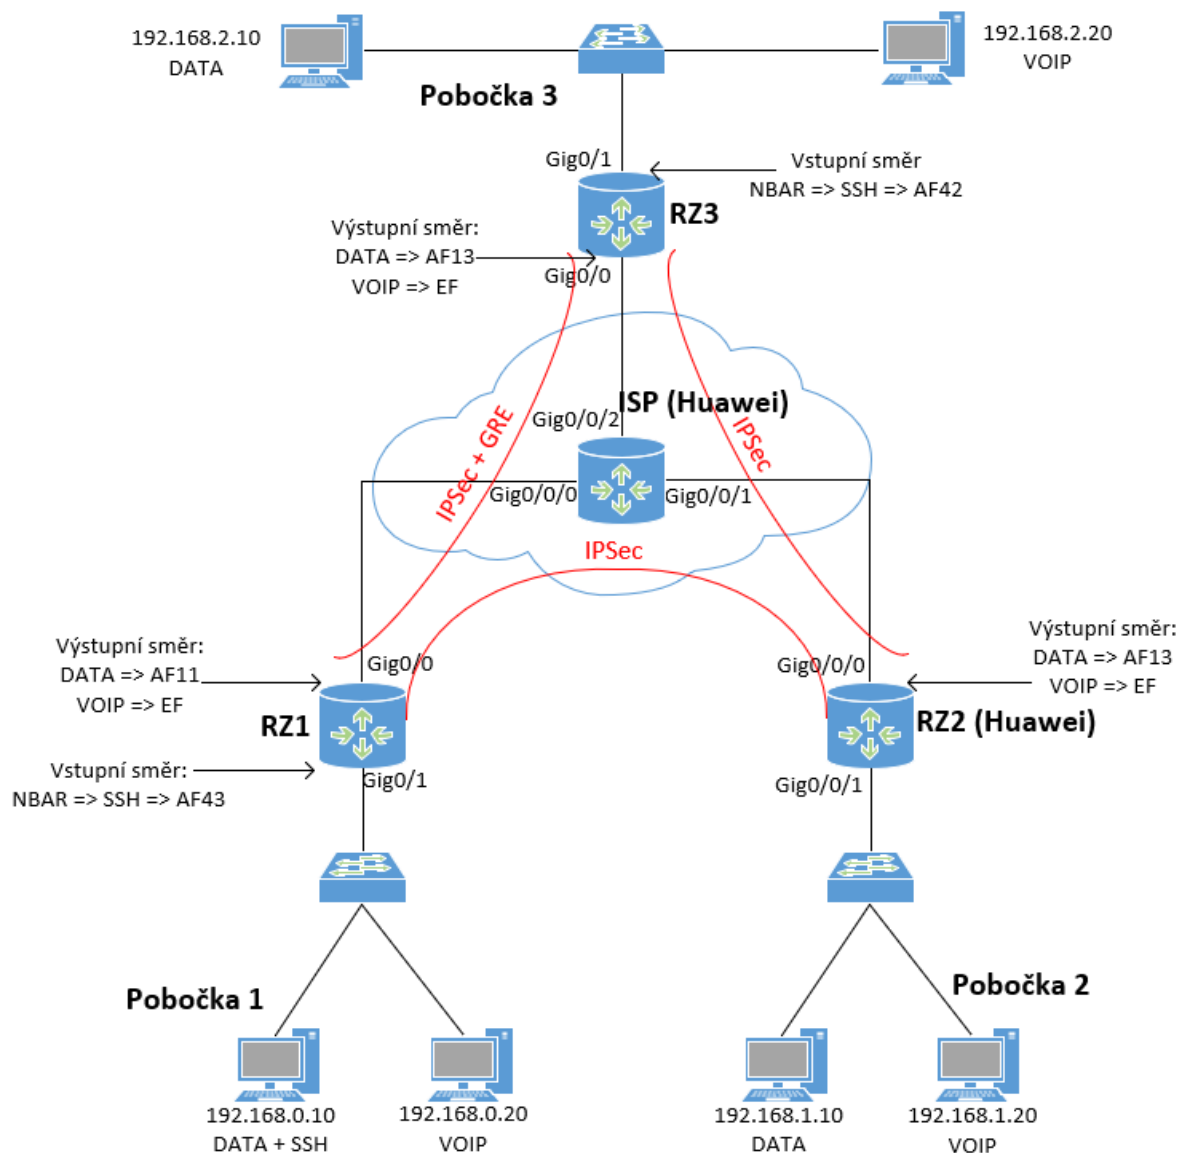 192.168.2.10
DATA
192.168.2.20
VOIP
Pobočka 3
Gig0/1
Vstupní směr
NBAR => SSH => AF42
RZ3
Výstupní směr:
DATA => AF13
VOIP => EF
Gig0/0
ISP (Huawei)
Gig0/0/2
IPSec + GRE
IPSec
Gig0/0/0
Gig0/0/1
IPSec
Výstupní směr:
DATA => AF11
VOIP => EF
Gig0/0
Gig0/0/0
Výstupní směr:
DATA => AF13
VOIP => EF
RZ1
RZ2 (Huawei)
Vstupní směr:
NBAR => SSH => AF43
Gig0/1
Gig0/0/1
Pobočka 1
Pobočka 2
192.168.0.10
DATA + SSH
192.168.0.20
VOIP
192.168.1.10
DATA
192.168.1.20
VOIP